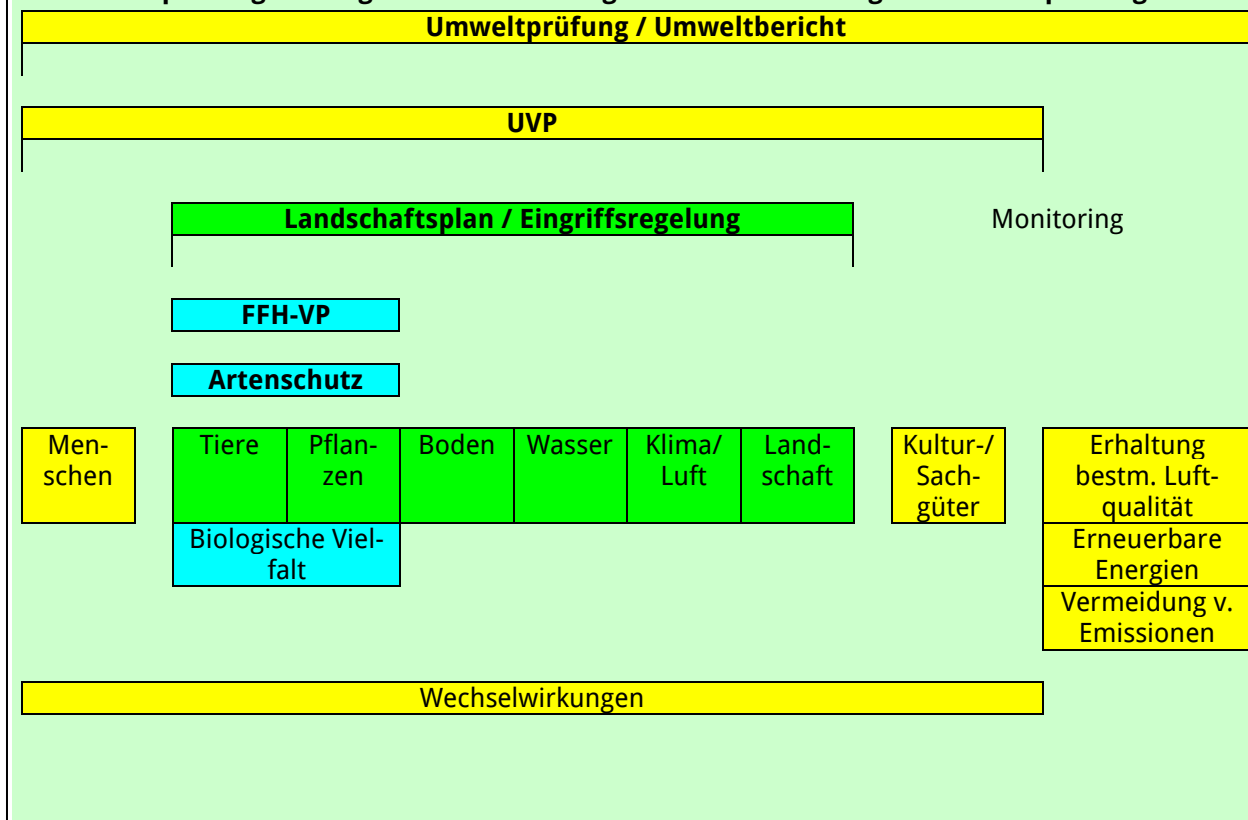 Umweltprüfung / Umweltbericht
UVP
Landschaftsplan / Eingriffsregelung
Monitoring
FFH-VP
Artenschutz
Men-
schen
Tiere
Pflan-
zen
Boden
Wasser
Klima/
Luft
Land-
schaft
Kultur-/
Sach-
güter
Erhaltung
bestm. Luft-
qualität
Biologische Viel-
falt
Erneuerbare
Energien
Vermeidung v.
Emissionen
Wechselwirkungen